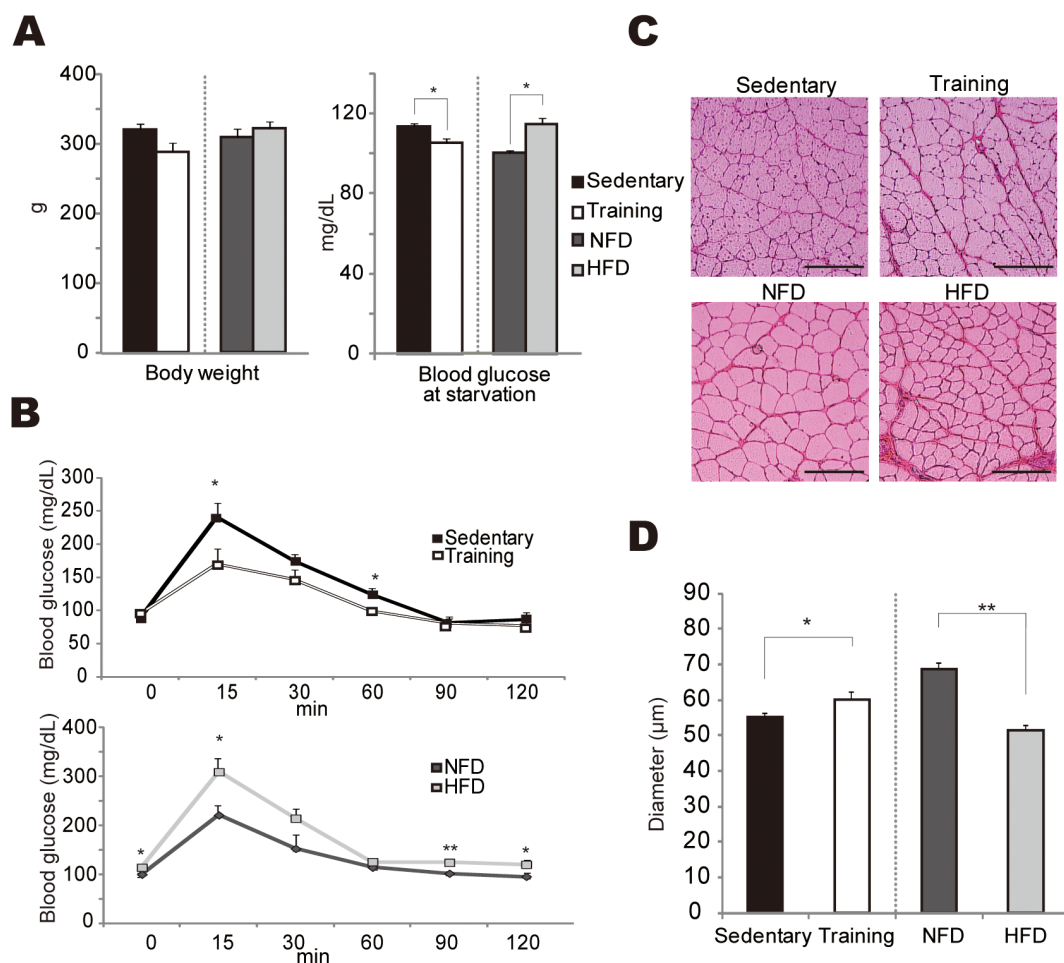 A
400
300
300
100
0
g
Body weight
120
80
40
0
mg/dL
*
*
Blood glucose
at starvation
Sedentary
Training
NFD
HFD
B
300
250
200
150
100
50
0
Blood glucose (mg/dL)
*
*
Sedentary
Training
0 15 30 60 90 120
min
400
300
200
100
0
Blood glucose (mg/dL)
*
*
**
*
NFD
HFD
0 15 30 60 90 120
min
C
Sedentary Training
NFD HFD
D
90
80
70
60
50
40
30
20
10
0
Diameter (µm)
*
**
Sedentary Training NFD HFD